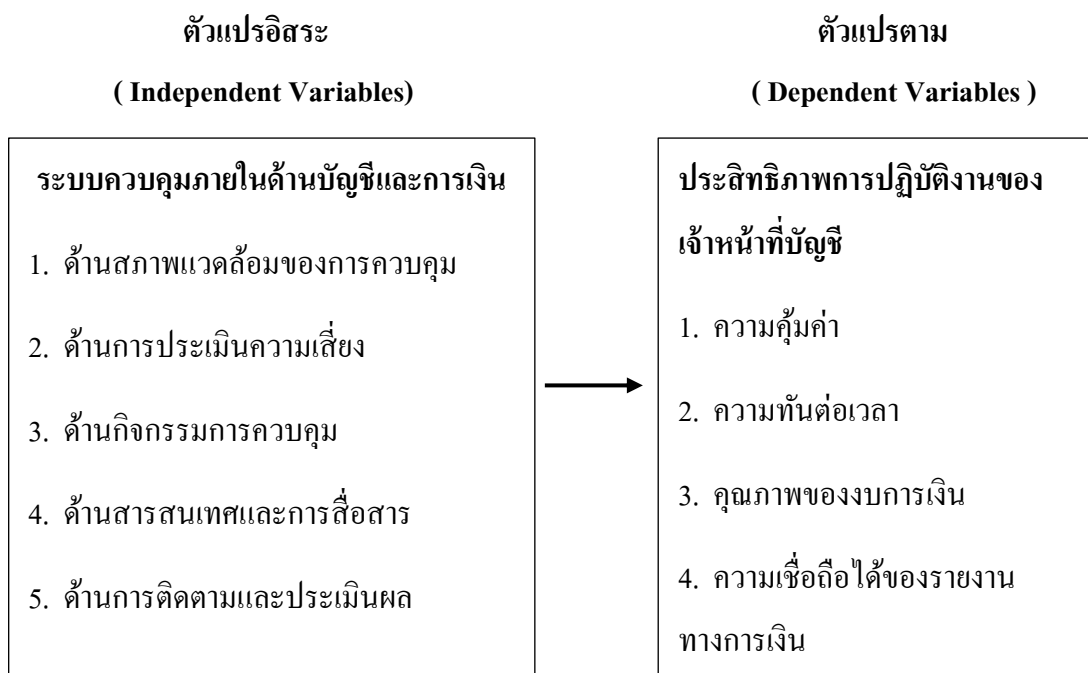 ตัวแปรอิสระ
( Independent Variables)
ระบบควบคุมภายในด้านบัญชีและการเงิน
1. ด้านสภาพแวดล้อมของการควบคุม
2. ด้านการประเมินความเสี่ยง
3. ด้านกิจกรรมการควบคุม
4. ด้านสารสนเทศและการสื่อสาร
5. ด้านการติดตามและประเมินผล
ตัวแปรตาม
( Dependent Variables )
ประสิทธิภาพการปฏิบัติงานของ
เจ้าหน้าที่บัญชี
1. ความคุ้มค่า
2. ความทันต่อเวลา
3. คุณภาพของงบการเงิน
4. ความเชื่อถือได้ของรายงาน
ทางการเงิน